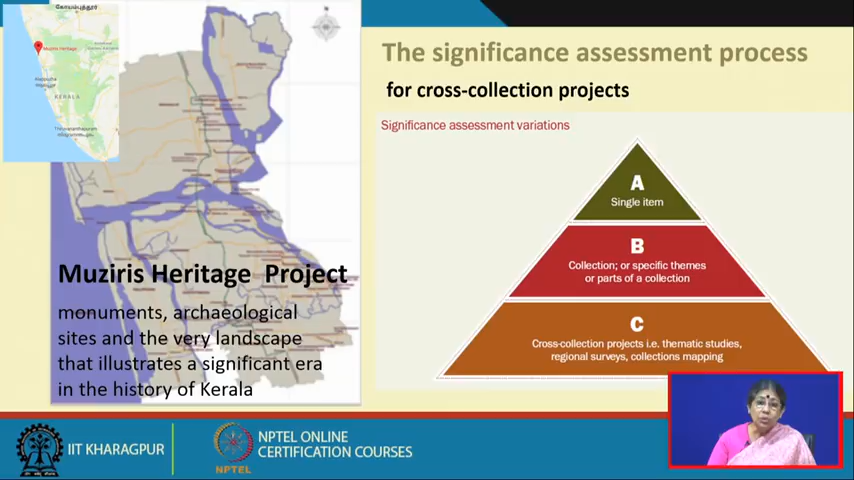 கோயம்புத்தூர்
Muziris Heritage
KERALA
The significance assessment process
for cross-collection projects
Significance assessment variations
A
Single item
B
Collection; or specific themes
or parts of a collection
C
Cross-collection projects i.e. thematic studies,
regional surveys, collections mapping
Muziris Heritage Project
monuments, archaeological
sites and the very landscape
that illustrates a significant era
in the history of Kerala
IIT KHARAGPUR
NPTEL
NPTEL ONLINE
CERTIFICATION COURSES